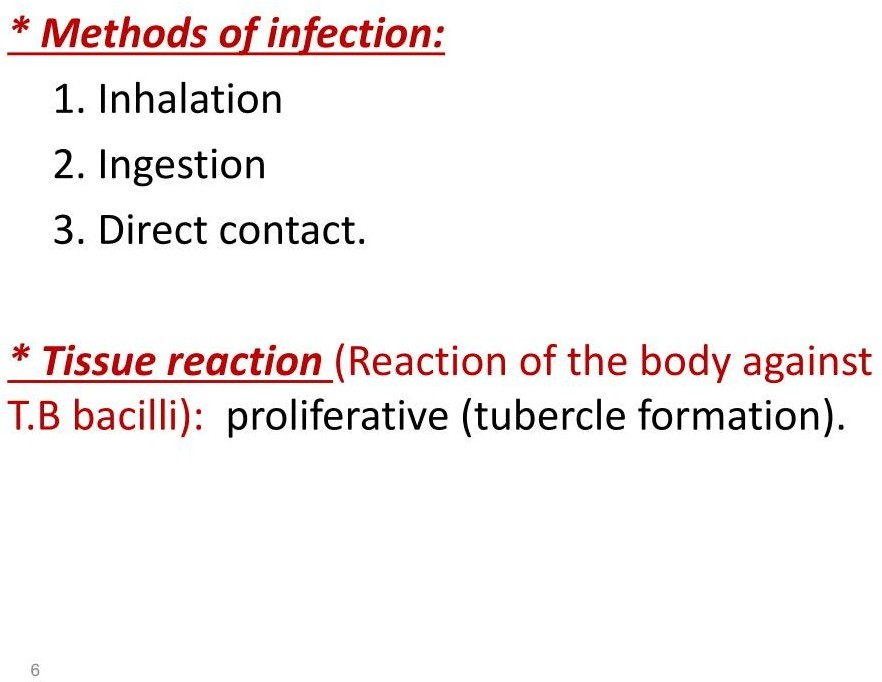 * Methods of infection:
1. Inhalation
2. Ingestion
3. Direct contact.
* Tissue reaction (Reaction of the body against
T.B bacilli): proliferative (tubercle formation).
6